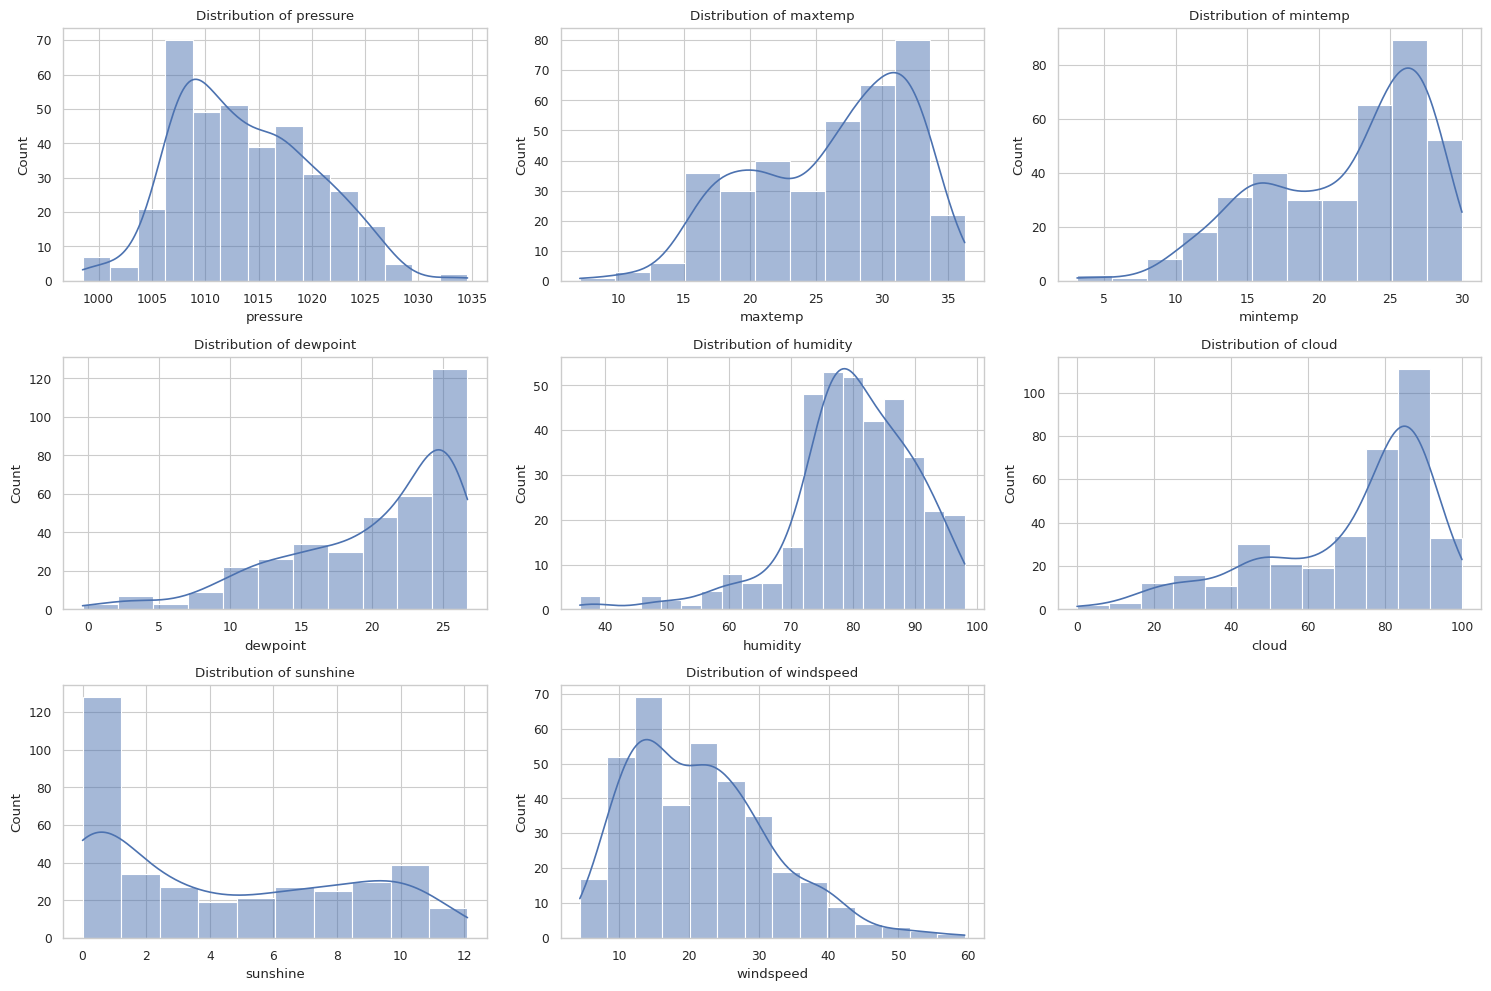 Distribution of pressure
Distribution of maxtemp
Distribution of mintemp
70
60
50
40
30
20
10
0
Count
1000 1005 1010 1015 1020 1025 1030 1035
pressure
80
70
60
50
40
30
20
10
0
Count
10 15 20 25 30 35
maxtemp
80
60
40
20
0
Count
5 10 15 20 25 30
mintemp
Distribution of dewpoint
Distribution of humidity
Distribution of cloud
120
100
80
60
40
20
0
Count
0 5 10 15 20 25
dewpoint
50
40
30
20
10
0
Count
40 50 60 70 80 90 100
humidity
100
80
60
40
20
0
Count
0 20 40 60 80 100
cloud
Distribution of sunshine
Distribution of windspeed
120
100
80
60
40
20
0
Count
0 2 4 6 8 10 12
sunshine
70
60
50
40
30
20
10
0
Count
10 20 30 40 50 60
windspeed